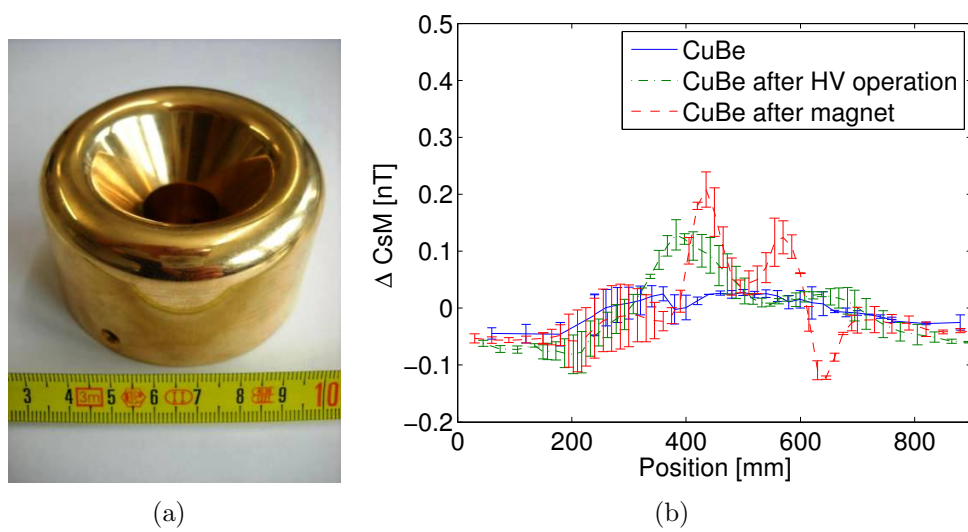 3 4 3m 5 6 7 8 9 10
(a)
0.5
0.4
0.3
0.2
0.1
0
-0.1
-0.2
Δ CsM [nT]
CuBe
CuBe after HV operation
CuBe after magnet
0 200 400 600 800
Position [mm]
(b)